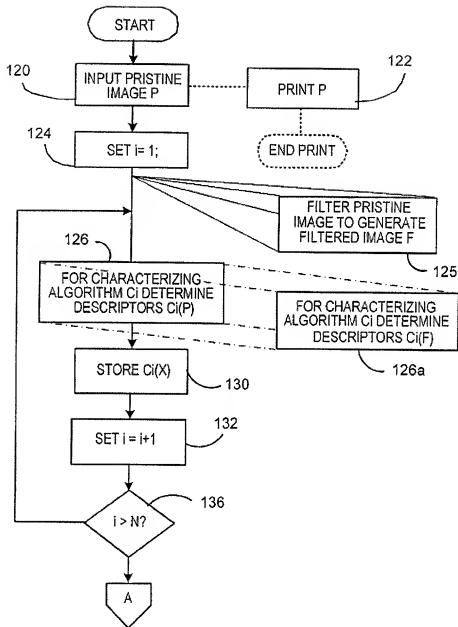 START
120
INPUT PRISTINE
IMAGE P
PRINT P
122
END PRINT
124
SET i= 1;
FILTER PRISTINE
IMAGE TO GENERATE
FILTERED IMAGE F
125
126
FOR CHARACTERIZING
ALGORITHM Ci DETERMINE
DESCRIPTORS Ci(P)
FOR CHARACTERIZING
ALGORITHM Ci DETERMINE
DESCRIPTORS Ci(F)
126a
STORE Ci(X)
130
SET i = i+1
132
i > N?
136
A